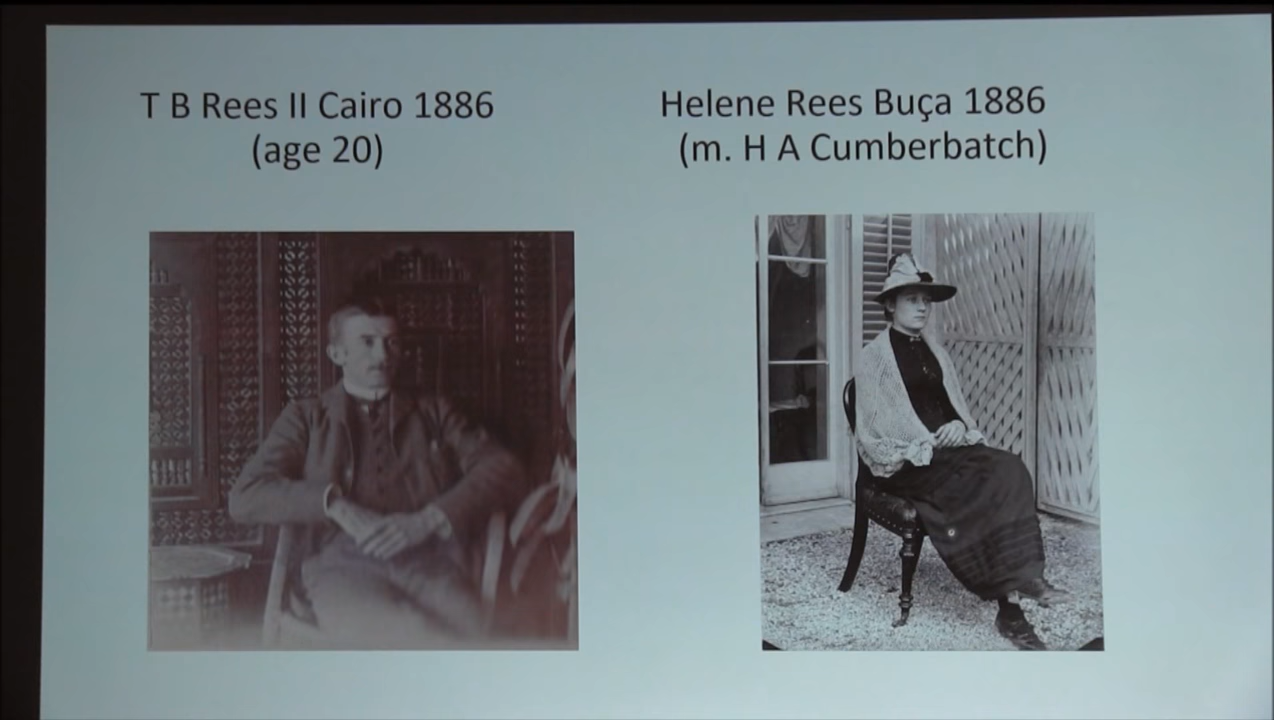 T B Rees II Cairo 1886
(age 20)
Helene Rees Buça 1886
(m. H A Cumberbatch)